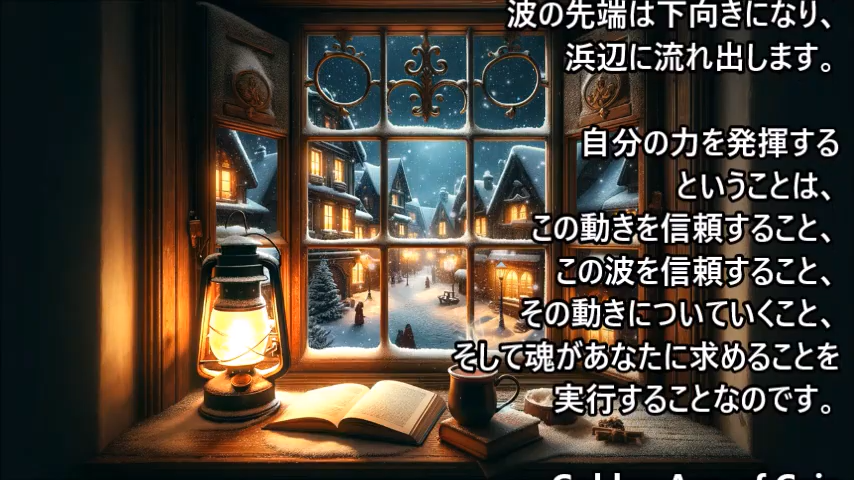 波の先端は下向きになり、
浜辺に流れ出します。
自分の力を発揮する
ということは、
この動きを信頼すること、
この波を信頼すること、
その動きについていくこと、
そして魂があなたに求めることを
実行することなのです。